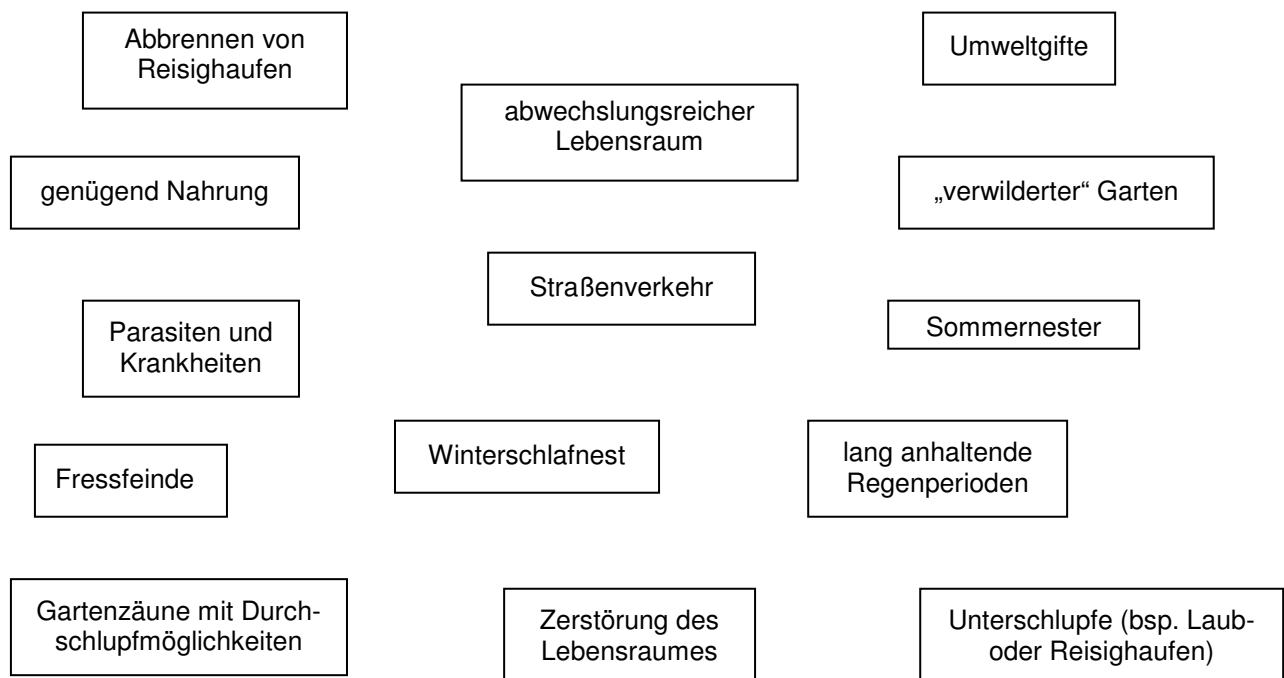 Abbrennen von
Reisighaufen
Umweltgifte
abwechslungsreicher
Lebensraum
genügend Nahrung
„verwilderter“ Garten
Straßenverkehr
Parasiten und
Krankheiten
Sommernester
Fressfeinde
Winterschlafnest
lang anhaltende
Regenperioden
Gartenzäune mit Durch-
schlupfmöglichkeiten
Zerstörung des
Lebensraumes
Unterschlupfe (bsp. Laub-
oder Reisighaufen)